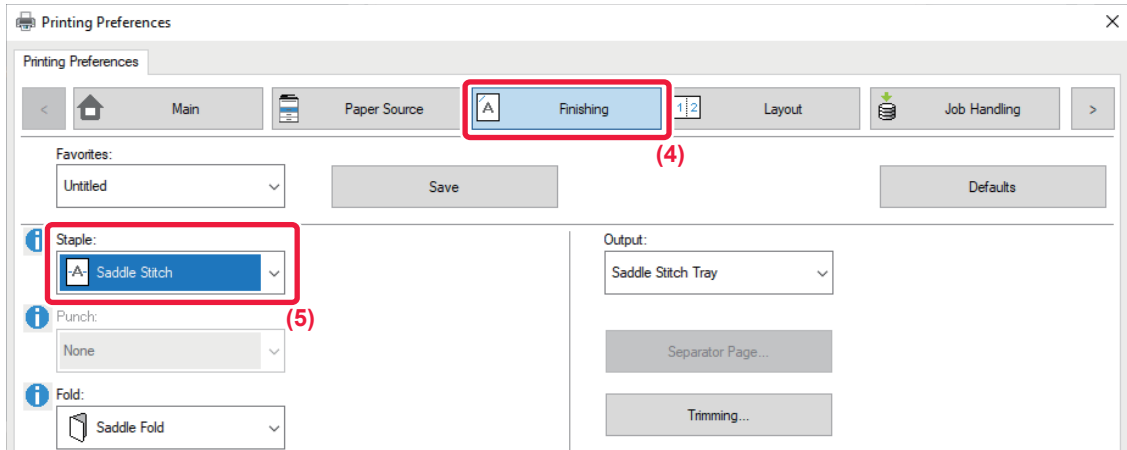 Printing Preferences
Printing Preferences
< Main Paper Source A Finishing 1 2 Layout Job Handling >
(4)
Favorites:
Untitled Save Defaults
Staple: Output:
-A- Saddle Stitch Saddle Stitch Tray
(5)
Punch:
None Separator Page...
Fold:
Saddle Fold Trimming...